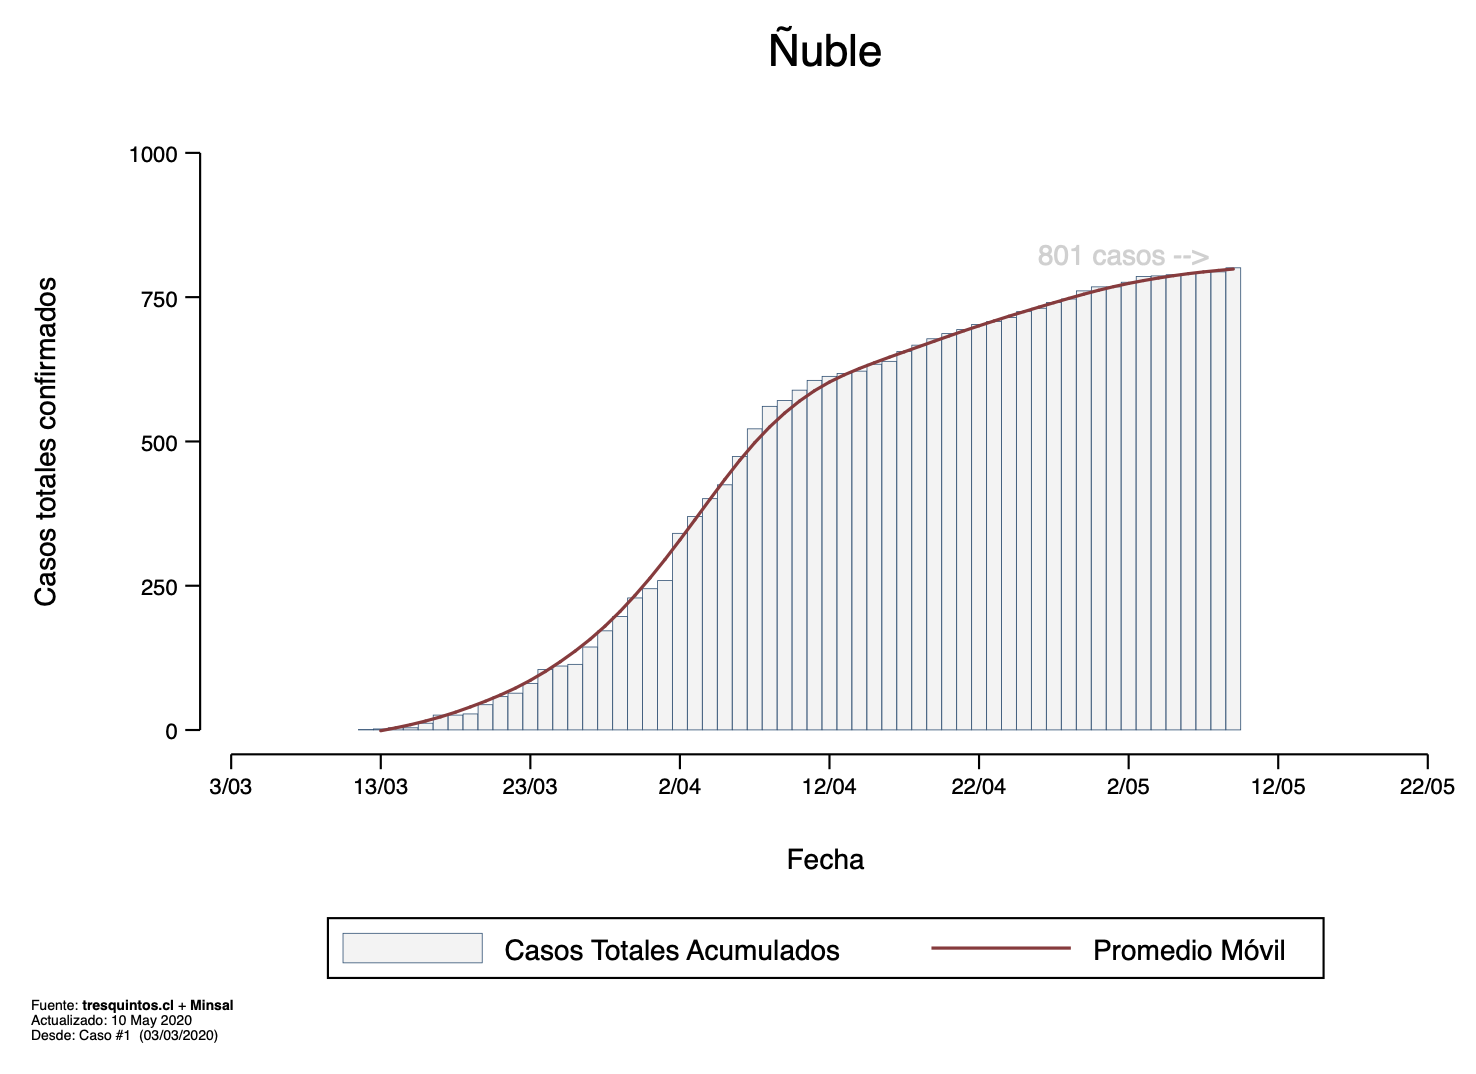 Ñuble
1000
750
500
250
0
Casos totales confirmados
801 casos -->
3/03 13/03 23/03 2/04 12/04 22/04 2/05 12/05 22/05
Fecha
Casos Totales Acumulados Promedio Móvil
Fuente: tresquintos.cl + Minsal
Actualizado: 10 May 2020
Desde: Caso #1 (03/03/2020)